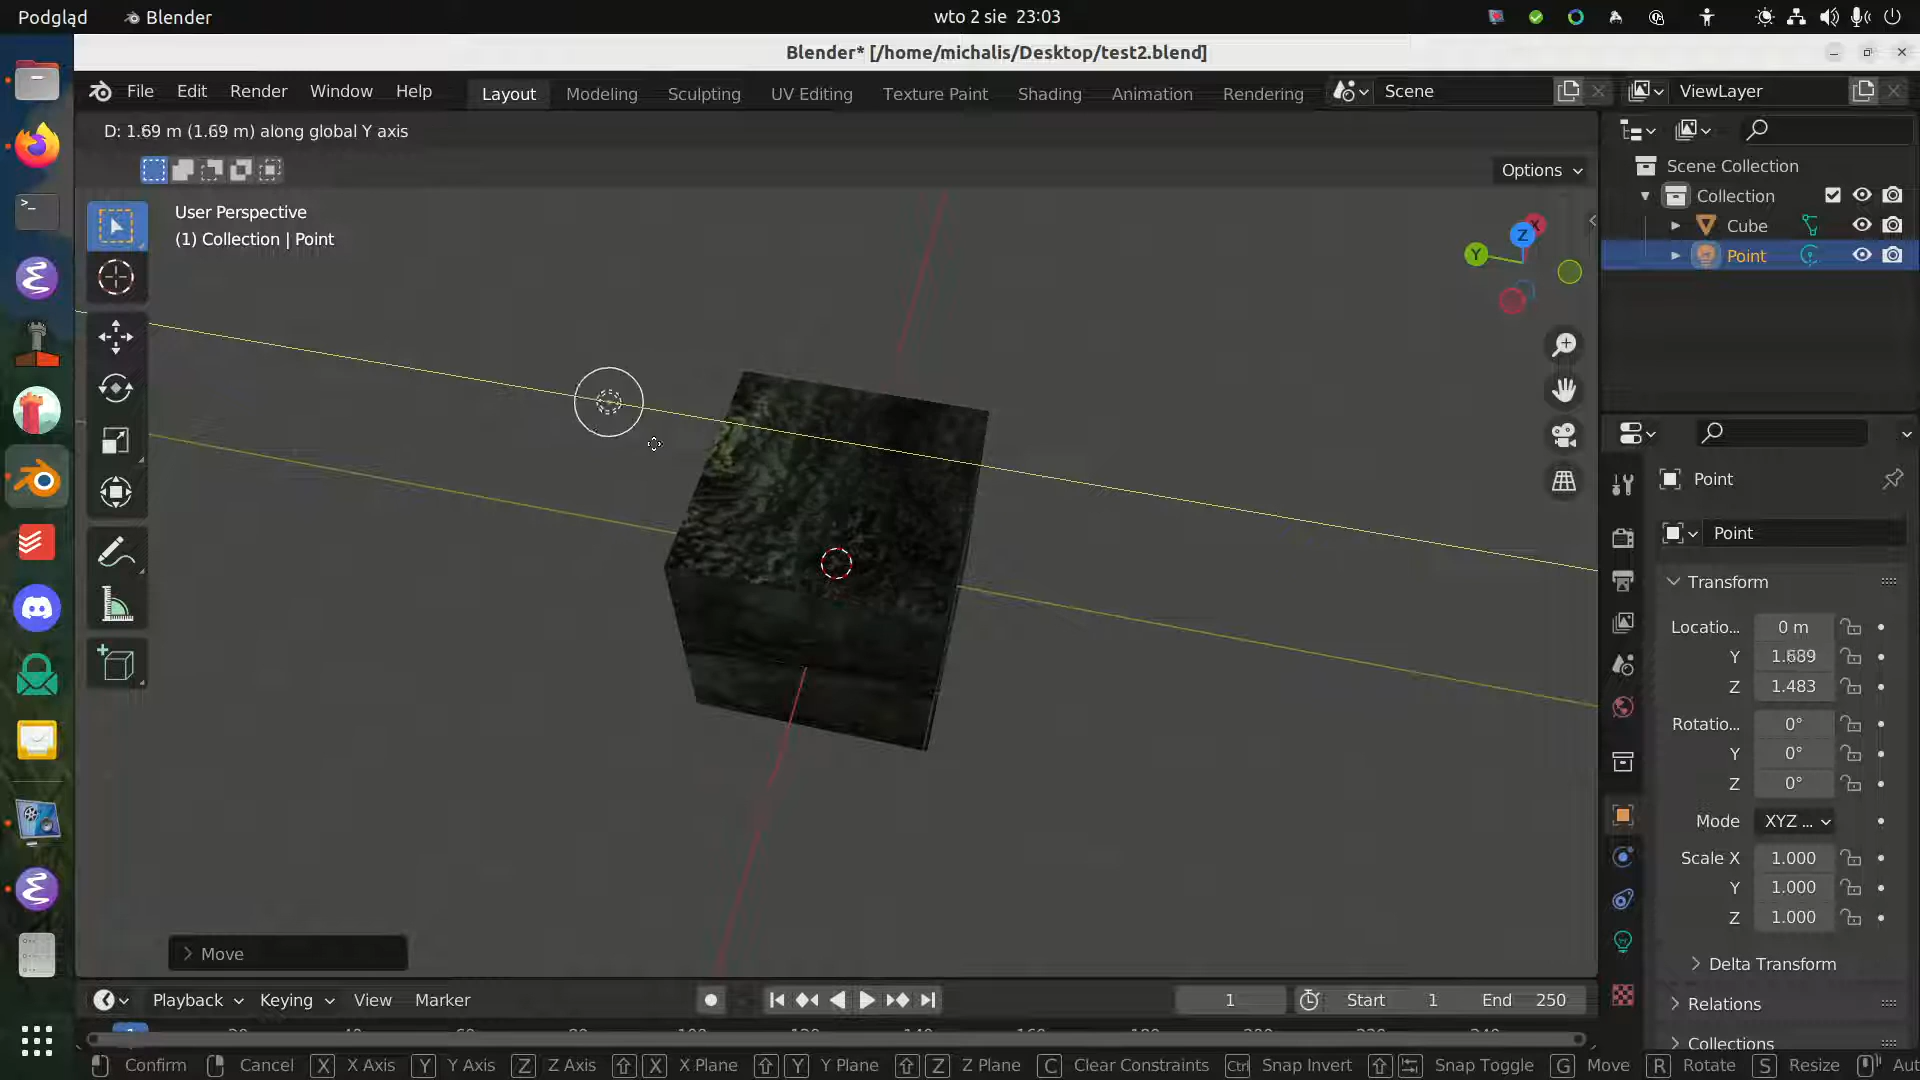 Podgląd Blender wto 2 sie 23:03
Blender* [/home/michalis/Desktop/test2.blend]
File Edit Render Window Help Layout Modeling Sculpting UV Editing Texture Paint Shading Animation Rendering Scene ViewLayer
D: 1.69 m (1.69 m) along global Y axis
Options
User Perspective
(1) Collection | Point
X
Y
Z
Scene Collection
Collection
Cube
Point
Point
Point
Transform
Locatio... 0 m
Y 1.689
Z 1.483
Rotatio... 0°
Y 0°
Z 0°
Mode XYZ ...
Scale X 1.000
Y 1.000
Z 1.000
Delta Transform
Relations
Collections
Move
Playback Keying View Marker 1 Start 1 End 250
1
Confirm Cancel X X Axis Y Y Axis Z Z Axis X X Plane Y Y Plane Z Z Plane C Clear Constraints Ctrl Snap Invert Snap Toggle G Move R Rotate S Resize Aut